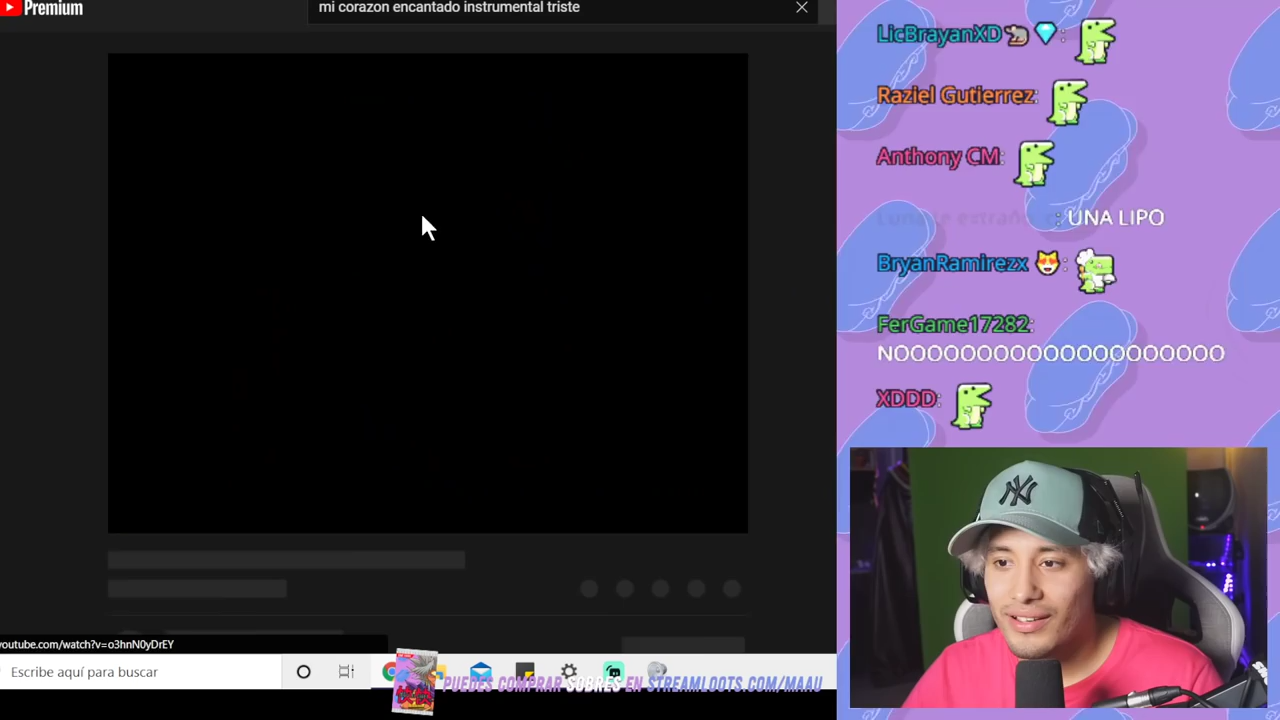 Premium
mi corazon encantado instrumental triste
LicBrayanXD:
Raziel Gutierrez:
Anthony CM:
: UNA LIPO
BryanRamirezx :
FerGame17282:
NOOOOOOOOOOOOOOOOOOOO
XDDD:
NY
youtube.com/watch?v=o3hnN0yDrEY
Escribe aquí para buscar
PUEDES COMPRAR SOBRES EN STREAMLOOTS.COM/MAAU